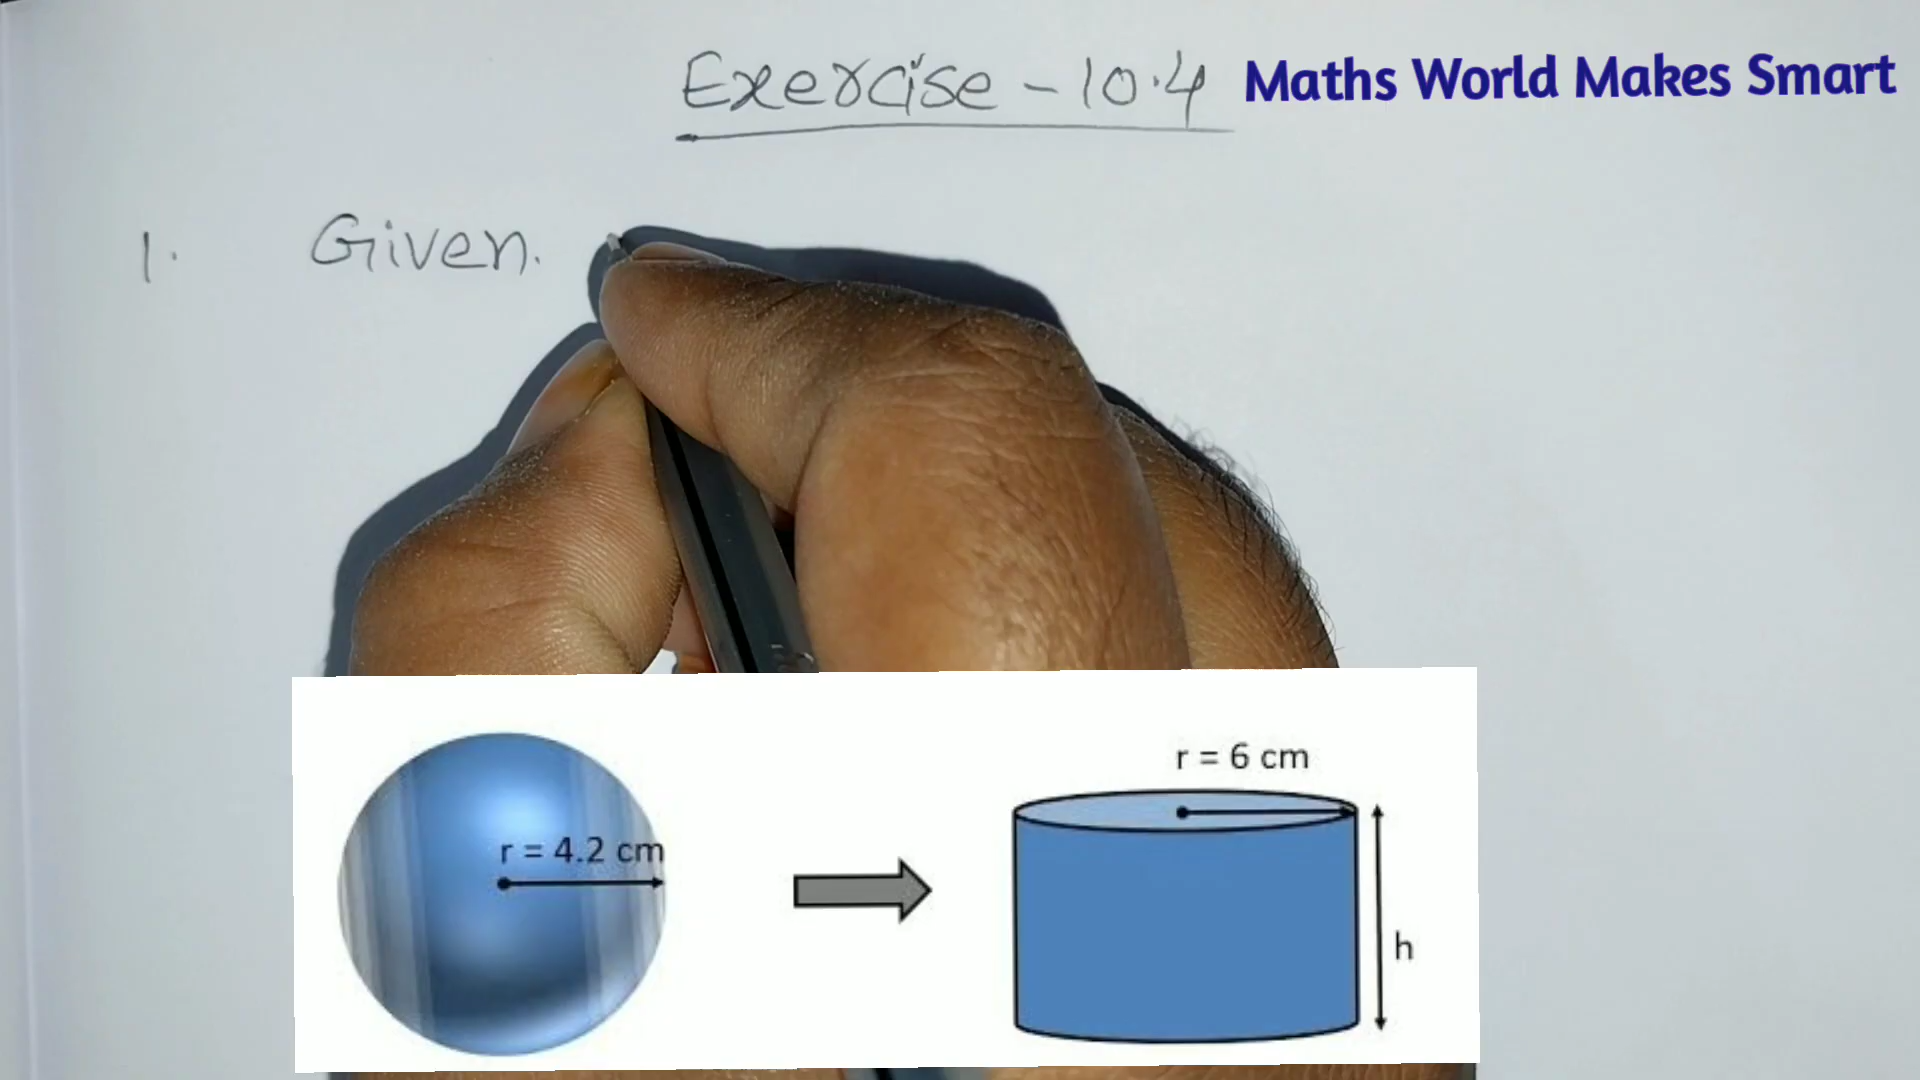 Exercise - 10.4
Maths World Makes Smart
1. Given.
r = 6 cm
r = 4.2 cm
h